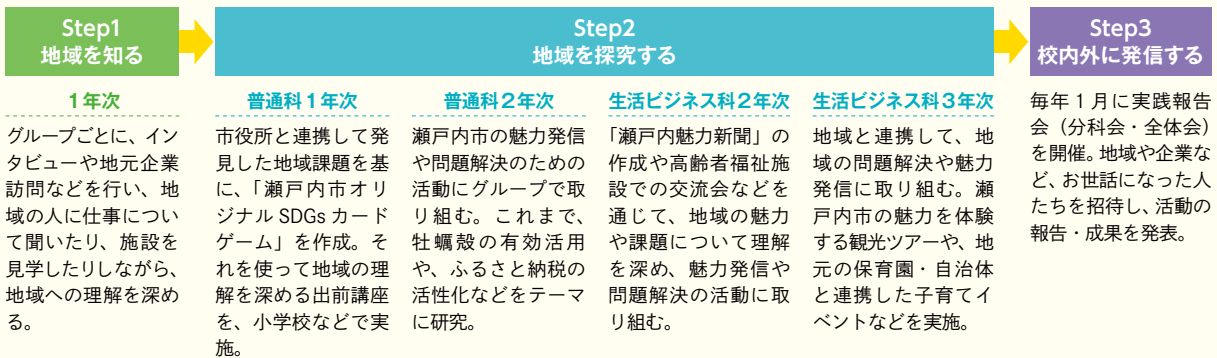 Step1
地域を知る
Step2
地域を探究する
Step3
校内外に発信する
1年次
グループごとに、イン
タビューや地元企業
訪問などを行い、地
域の人に仕事につい
て聞いたり、施設を
見学したりしながら、
地域への理解を深め
る。
普通科1年次
市役所と連携して発
見した地域課題を基
に、「瀬戸内市オリ
ジナル SDGs カード
ゲーム」を作成。そ
れを使って地域の理
解を深める出前講座
を、小学校などで実
施。
普通科2年次
瀬戸内市の魅力発信
や問題解決のための
活動にグループで取
り組む。これまで、
牡蠣殻の有効活用
や、ふるさと納税の
活性化などをテーマ
に研究。
生活ビジネス科2年次
「瀬戸内魅力新聞」の
作成や高齢者福祉施
設での交流会などを
通じて、地域の魅力
や課題について理解
を深め、魅力発信や
問題解決の活動に取
り組む。
生活ビジネス科3年次
地域と連携して、地
域の問題解決や魅力
発信に取り組む。瀬
戸内市の魅力を体験
する観光ツアーや、地
元の保育園・自治体
と連携した子育てイ
ベントなどを実施。
毎年1月に実践報告
会（分科会・全体会）
を開催。地域や企業な
ど、お世話になった人
たちを招待し、活動の
報告・成果を発表。